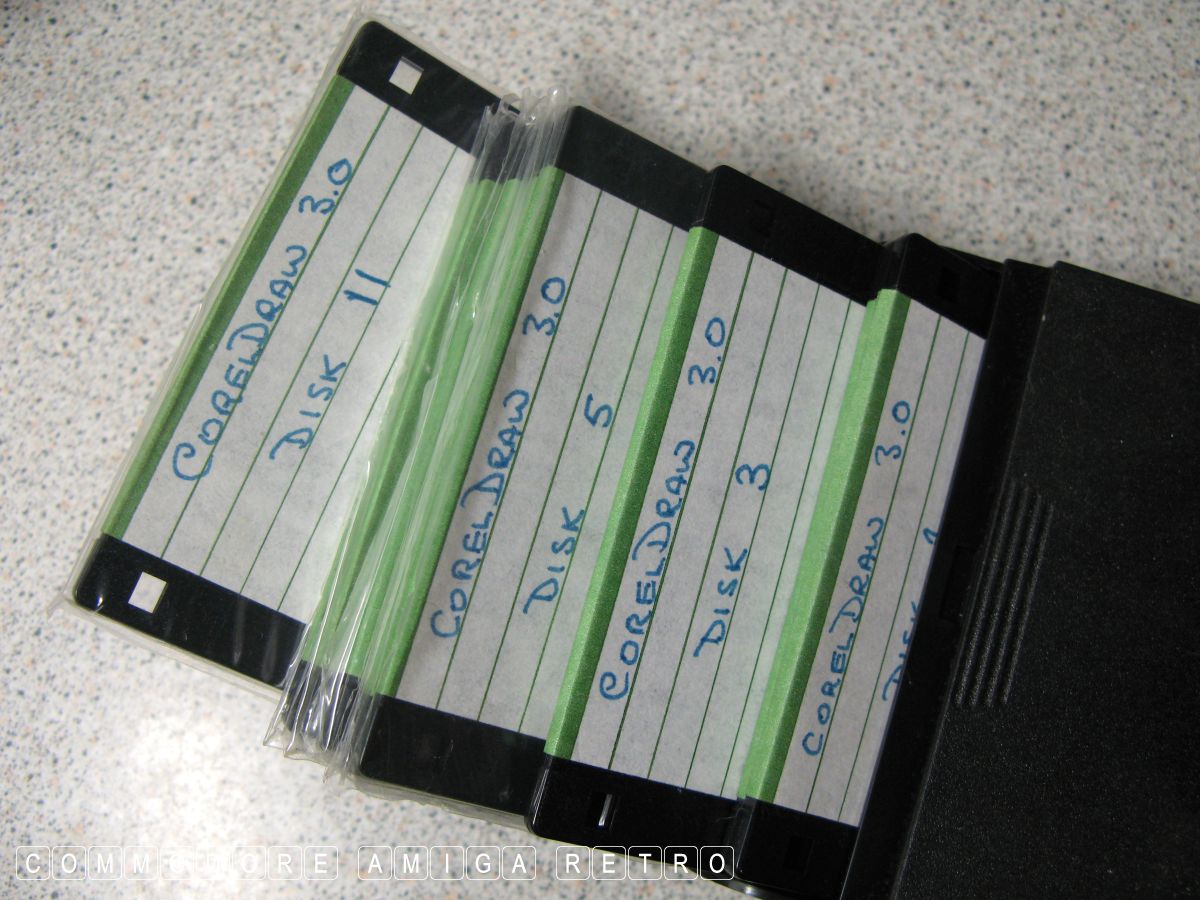 CORELDRAW 3.0
DISK 11
CORELDRAW 3.0
DISK 5
CORELDRAW 3.0
DISK 3
CORELDRAW 3.0
DISK
COMMODORE AMIGA RETRO